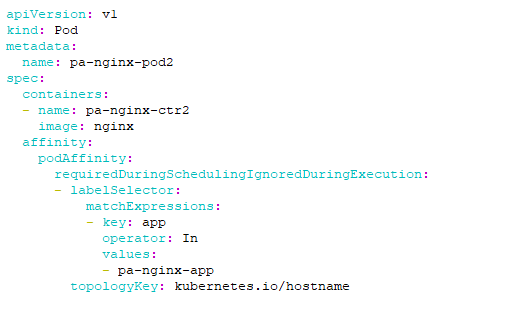 apiVersion: v1
kind: Pod
metadata:
  name: pa-nginx-pod2
spec:
  containers:
  - name: pa-nginx-ctr2
    image: nginx
  affinity:
    podAffinity:
      requiredDuringSchedulingIgnoredDuringExecution:
      - labelSelector:
          matchExpressions:
          - key: app
            operator: In
            values:
            - pa-nginx-app
        topologyKey: kubernetes.io/hostname